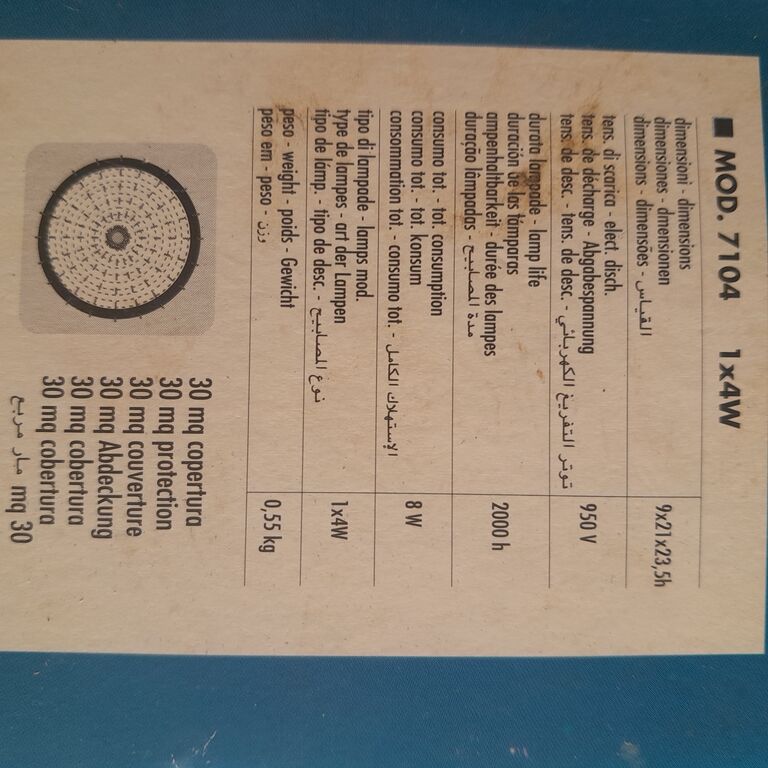 ■ MOD. 7104 1x4W
dimensioni - dimensions
dimensiones - dimensionen
dimensions - dimensões - القياس
9x21x23,5h
tens. di scarica - elect. disch.
tens. de décharge - Abgabespannung
tens. de desc. - tens. de desc. - توتر التفريغ الكهربائي
950 V
durata lampade - lamp life
duración de las támparas
ampenhaltbarkeit - durée des lampes
duração lâmpadas - مدة المصابيح
2000 h
consumo tot. - tot. consumption
consumo tot. - tot. konsum
consommation tot. - consumo tot. - الإستهلاك الكامل
8 W
tipo di lampade - lamps mod.
type de lampes - art der Lampen
tipo de lámp. - tipo de desc. - نوع المصابيح
1x4W
peso - weight - poids - Gewicht
peso em - peso - وزن
0,55 kg
30 mq copertura
30 mq protection
30 mq couverture
30 mq Abdeckung
30 mq cobertura
30 mq cobertura
mq 30 مار مربع